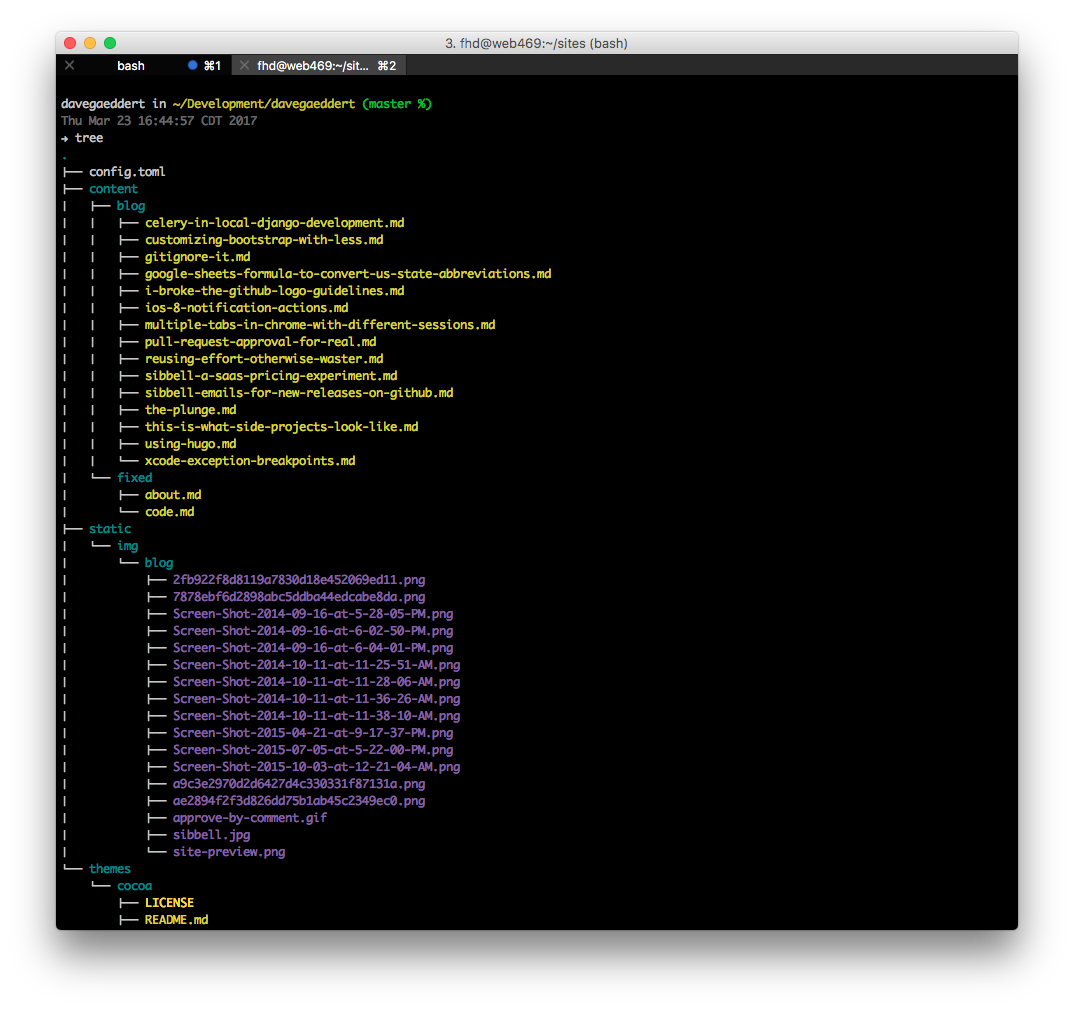 3. fhd@web469:~/sites (bash)
bash ⌘1 fhd@web469:~/sit... ⌘2
davegaeddert in ~/Development/davegaeddert (master %)
Thu Mar 23 16:44:57 CDT 2017
→ tree
.
├── config.toml
├── content
│   ├── blog
│   │   ├── celery-in-local-django-development.md
│   │   ├── customizing-bootstrap-with-less.md
│   │   ├── gitignore-it.md
│   │   ├── google-sheets-formula-to-convert-us-state-abbreviations.md
│   │   ├── i-broke-the-github-logo-guidelines.md
│   │   ├── ios-8-notification-actions.md
│   │   ├── multiple-tabs-in-chrome-with-different-sessions.md
│   │   ├── pull-request-approval-for-real.md
│   │   ├── reusing-effort-otherwise-waster.md
│   │   ├── sibbell-a-saas-pricing-experiment.md
│   │   ├── sibbell-emails-for-new-releases-on-github.md
│   │   ├── the-plunge.md
│   │   ├── this-is-what-side-projects-look-like.md
│   │   ├── using-hugo.md
│   │   └── xcode-exception-breakpoints.md
│   └── fixed
│       ├── about.md
│       └── code.md
├── static
│   └── img
│       └── blog
│           ├── 2fb922f8d8119a7830d18e452069ed11.png
│           ├── 7878ebf6d2898abc5ddba44edcabe8da.png
│           ├── Screen-Shot-2014-09-16-at-5-28-05-PM.png
│           ├── Screen-Shot-2014-09-16-at-6-02-50-PM.png
│           ├── Screen-Shot-2014-09-16-at-6-04-01-PM.png
│           ├── Screen-Shot-2014-10-11-at-11-25-51-AM.png
│           ├── Screen-Shot-2014-10-11-at-11-28-06-AM.png
│           ├── Screen-Shot-2014-10-11-at-11-36-26-AM.png
│           ├── Screen-Shot-2014-10-11-at-11-38-10-AM.png
│           ├── Screen-Shot-2015-04-21-at-9-17-37-PM.png
│           ├── Screen-Shot-2015-07-05-at-5-22-00-PM.png
│           ├── Screen-Shot-2015-10-03-at-12-21-04-AM.png
│           ├── a9c3e2970d2d6427d4c330331f87131a.png
│           ├── ae2894f2f3d826dd75b1ab45c2349ec0.png
│           ├── approve-by-comment.gif
│           ├── sibbell.jpg
│           └── site-preview.png
└── themes
    └── cocoa
        ├── LICENSE
        ├── README.md